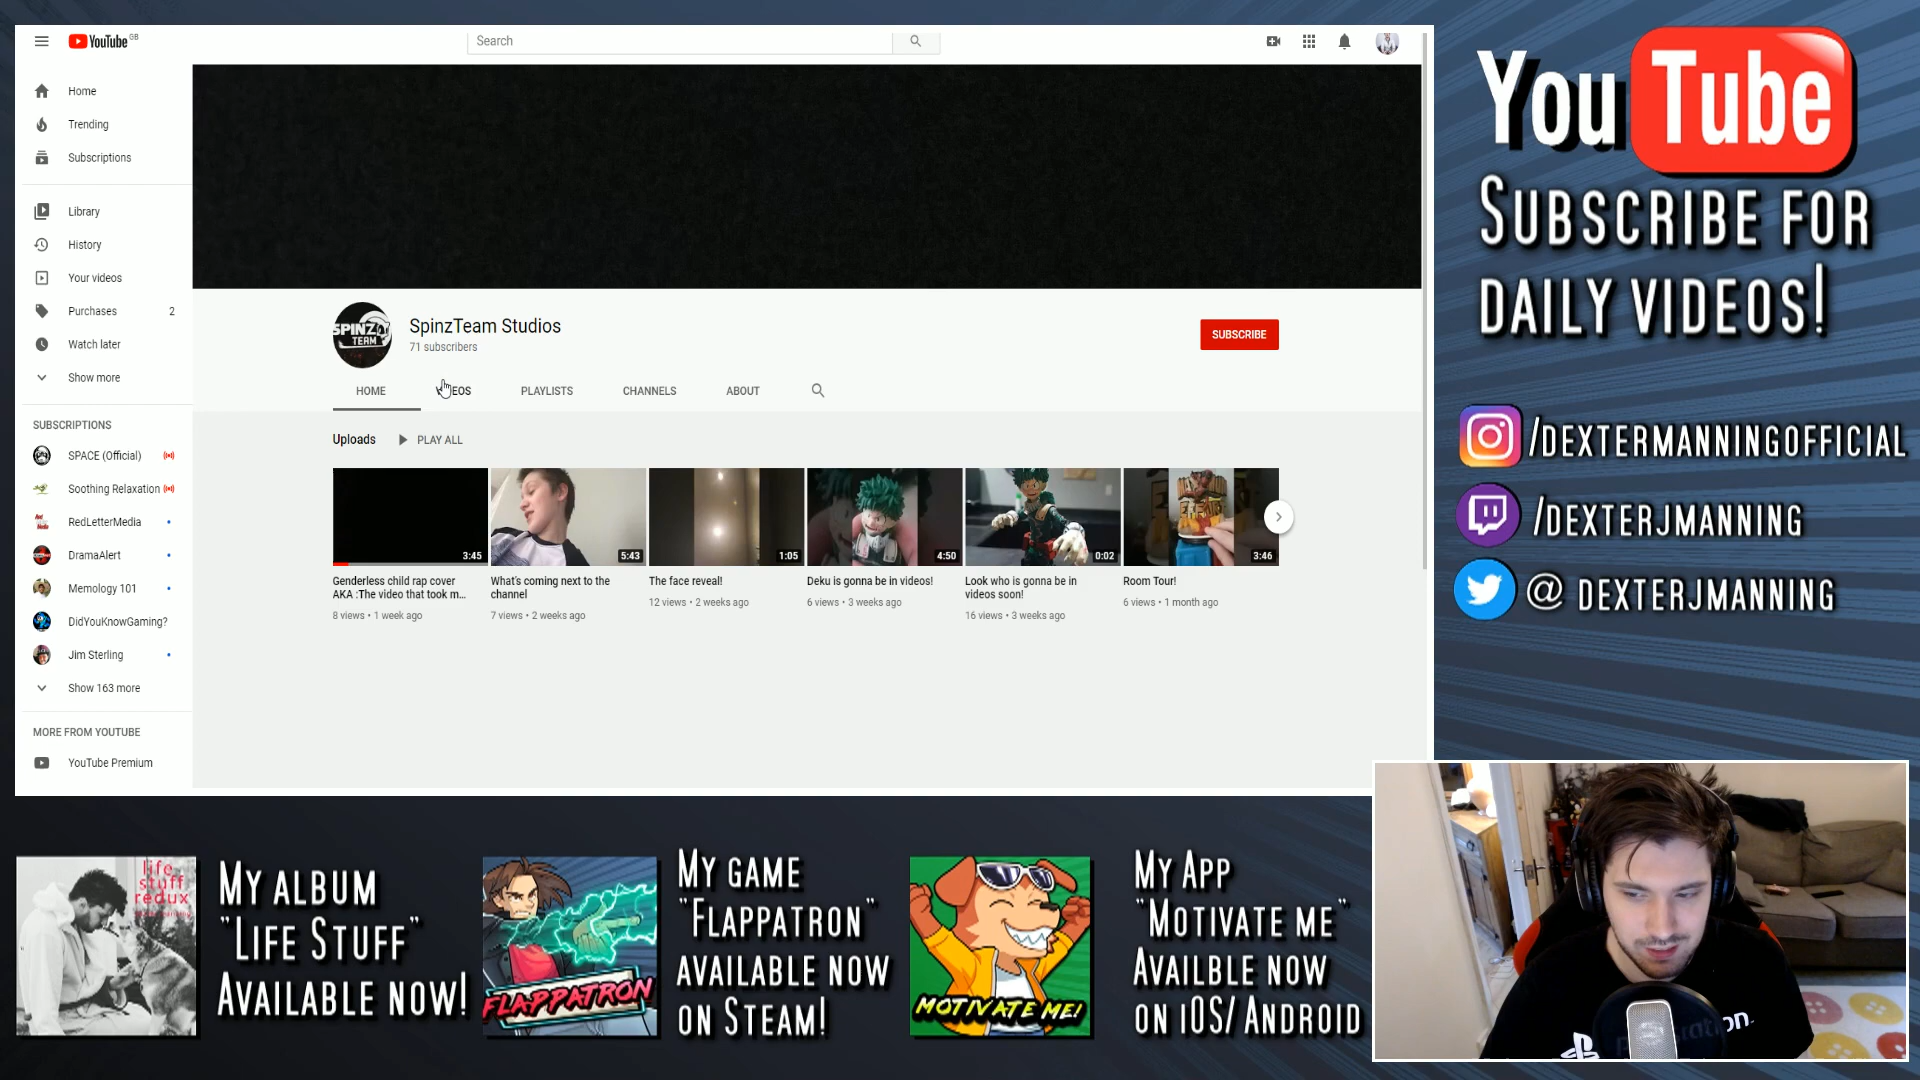 YouTube GB
Search
Home
Trending
Subscriptions
Library
History
Your videos
Purchases 2
Watch later
Show more
SUBSCRIPTIONS
SPACE (Official)
Soothing Relaxation
RedLetterMedia
DramaAlert
Memology 101
DidYouKnowGaming?
Jim Sterling
Show 163 more
MORE FROM YOUTUBE
YouTube Premium
SPINZ
TEAM
SpinzTeam Studios
71 subscribers
SUBSCRIBE
HOME PLAYLISTS CHANNELS ABOUT
Uploads PLAY ALL
3:45 5:43 1:05 4:50 0:02 3:46
Genderless child rap cover
AKA :The video that took m...
8 views • 1 week ago
What's coming next to the
channel
7 views • 2 weeks ago
The face reveal!
12 views • 2 weeks ago
Deku is gonna be in videos!
6 views • 3 weeks ago
Look who is gonna be in
videos soon!
16 views • 3 weeks ago
Room Tour!
6 views • 1 month ago
YouTube
SUBSCRIBE FOR
DAILY VIDEOS!
/DEXTERMANNINGOFFICIAL
/DEXTERJMANNING
@ DEXTERJMANNING
life
stuff
redux
MY ALBUM
"LIFE STUFF"
AVAILABLE NOW!
FLAPPATRON
MY GAME
"FLAPPATRON"
AVAILABLE NOW
ON STEAM!
MOTIVATE ME!
MY APP
"MOTIVATE ME"
AVAILBLE NOW
ON iOS/ANDROID